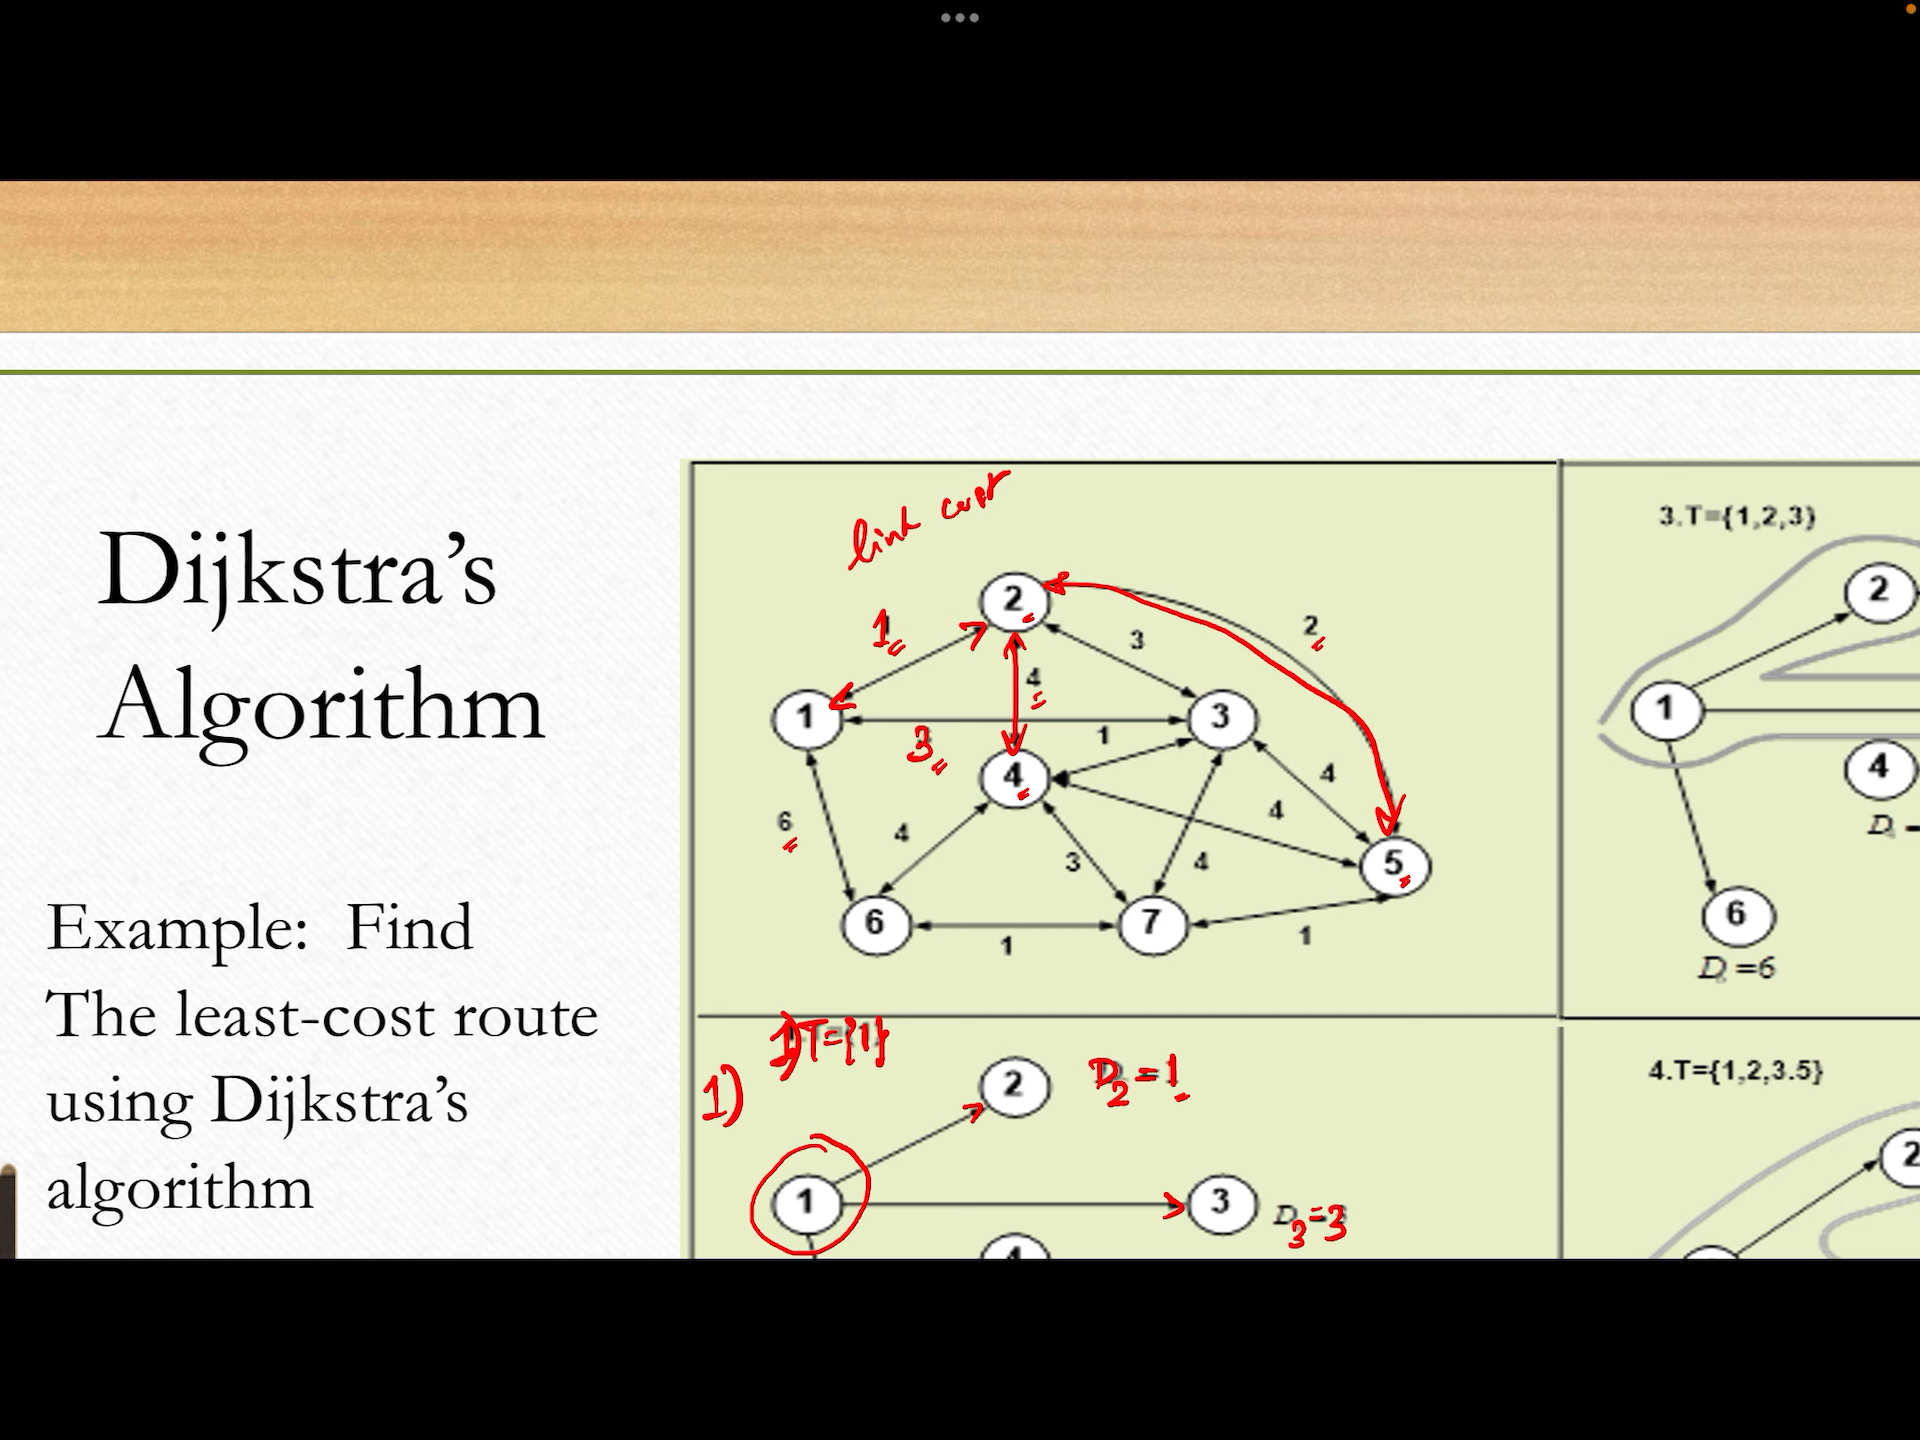 Dijkstra's
Algorithm
Example: Find
The least-cost route
using Dijkstra's
algorithm
link cost
2
1
3
2
4
1
3
3
1
4
4
4
6
4
3
4
5
6
7
1
1
3.T={1,2,3}
2
1
4
6
D =6
1)T={1}
1)
2
D2=1
1
3
D3=3
4
4.T={1,2,3.5}
2